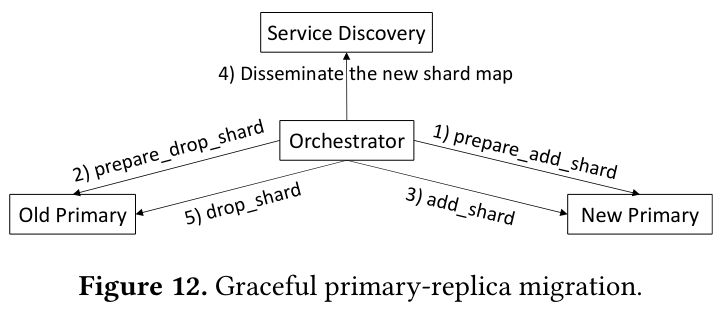 Service Discovery
4) Disseminate the new shard map
Orchestrator
2) prepare_drop_shard
1) prepare_add_shard
Old Primary
5) drop_shard
3) add_shard
New Primary
Figure 12. Graceful primary-replica migration.